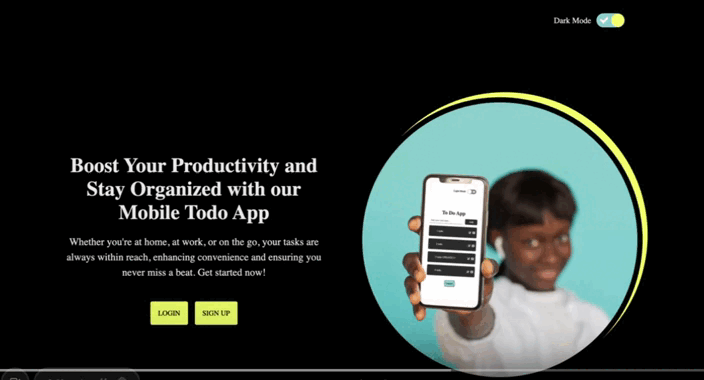 Dark Mode
Boost Your Productivity and
Stay Organized with our
Mobile Todo App
Whether you're at home, at work, or on the go, your tasks are
always within reach, enhancing convenience and ensuring you
never miss a beat. Get started now!
LOGIN
SIGN UP
To Do App